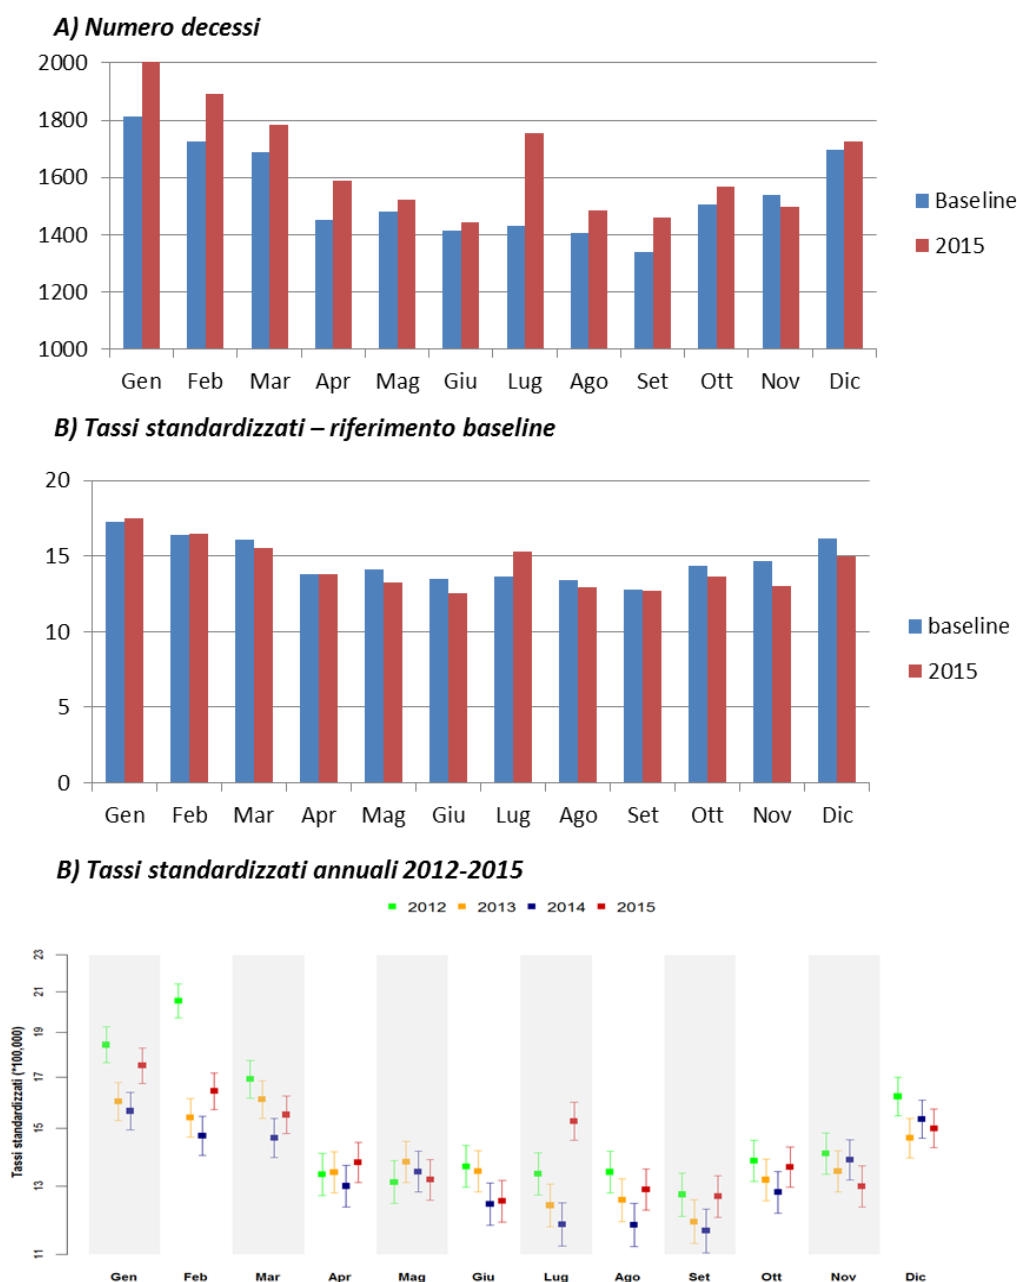 A) Numero decessi
2000
1800
1600
1400
1200
1000
Gen Feb Mar Apr Mag Giu Lug Ago Set Ott Nov Dic
Baseline
2015
B) Tassi standardizzati – riferimento baseline
20
15
10
5
0
Gen Feb Mar Apr Mag Giu Lug Ago Set Ott Nov Dic
baseline
2015
B) Tassi standardizzati annuali 2012-2015
2012 2013 2014 2015
Tassi standardizzati (*100,000)
23
21
19
17
15
13
11
Gen Feb Mar Apr Mag Giu Lug Ago Set Ott Nov Dic